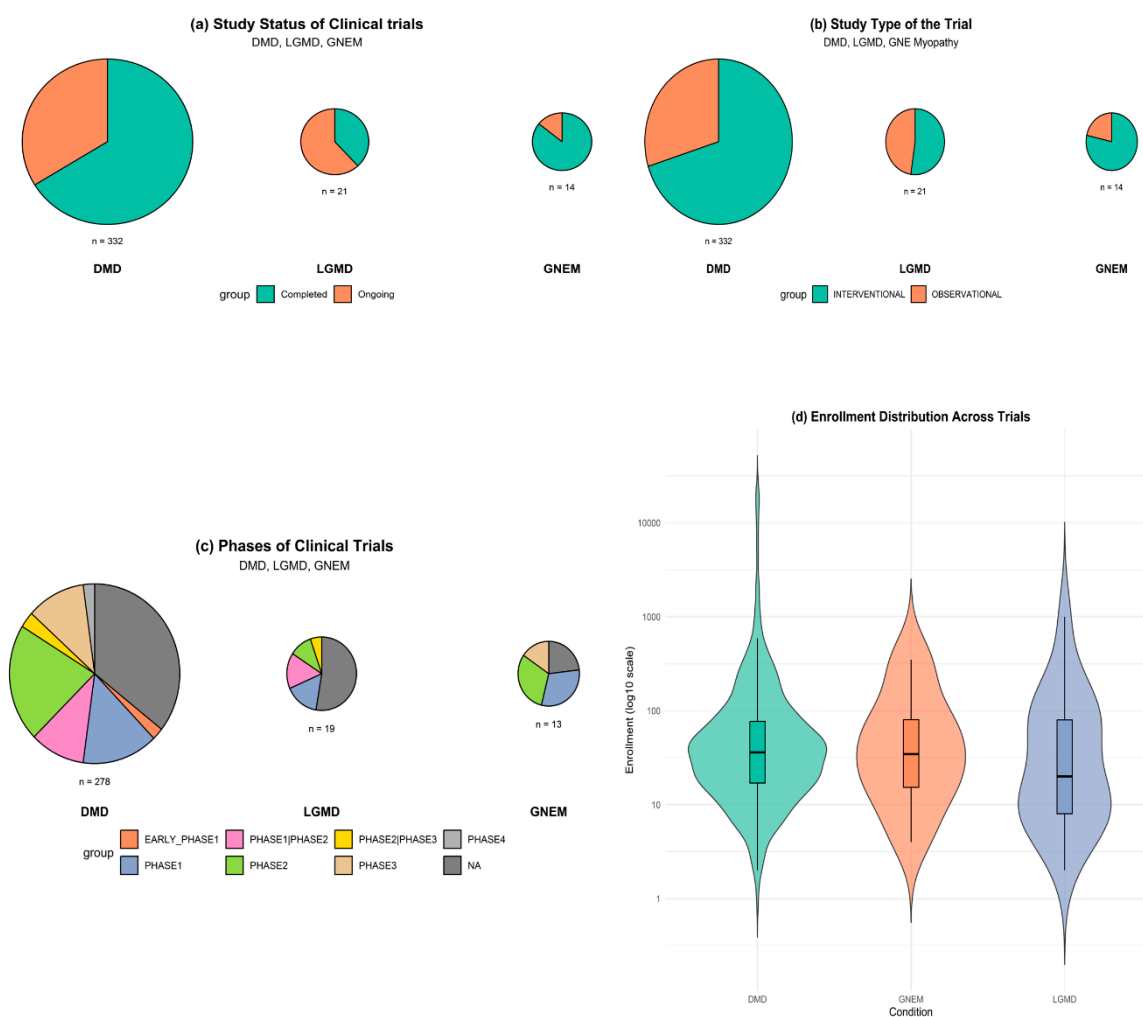 (a) Study Status of Clinical trials
DMD, LGMD, GNEM
n = 332
n = 21
n = 14
DMD
LGMD
GNEM
group
Completed
Ongoing
(b) Study Type of the Trial
DMD, LGMD, GNE Myopathy
n = 332
n = 21
n = 14
DMD
LGMD
GNEM
group
INTERVENTIONAL
OBSERVATIONAL
(c) Phases of Clinical Trials
DMD, LGMD, GNEM
n = 278
n = 19
n = 13
DMD
LGMD
GNEM
group
EARLY_PHASE1
PHASE1|PHASE2
PHASE2|PHASE3
PHASE4
PHASE1
PHASE2
PHASE3
NA
(d) Enrollment Distribution Across Trials
Enrollment (log10 scale)
10000
1000
100
10
1
DMD
GNEM
LGMD
Condition